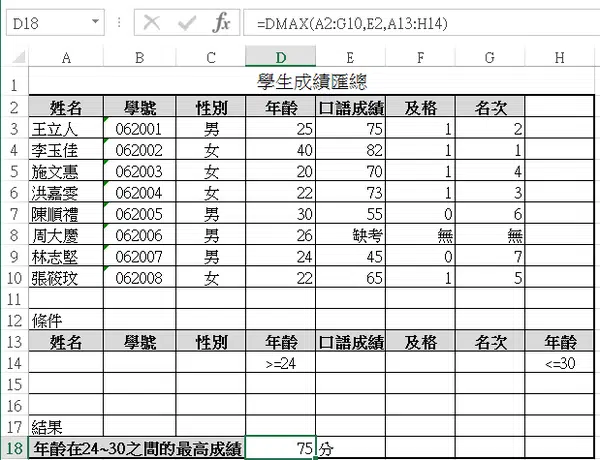 D18 fx =DMAX(A2:G10,E2,A13:H14)
A B C D E F G H
1 學生成績匯總
2 姓名 學號 性別 年齡 口語成績 及格 名次
3 王立人 062001 男 25 75 1 2
4 李玉佳 062002 女 40 82 1 1
5 施文惠 062003 女 20 70 1 4
6 洪嘉雯 062004 女 22 73 1 3
7 陳順禮 062005 男 30 55 0 6
8 周大慶 062006 男 26 缺考 無 無
9 林志堅 062007 男 24 45 0 7
10 張筱玟 062008 女 22 65 1 5
11
12 條件
13 姓名 學號 性別 年齡 口語成績 及格 名次 年齡
14 >=24 <=30
15
16
17 結果
18 年齡在24~30之間的最高成績 75 分